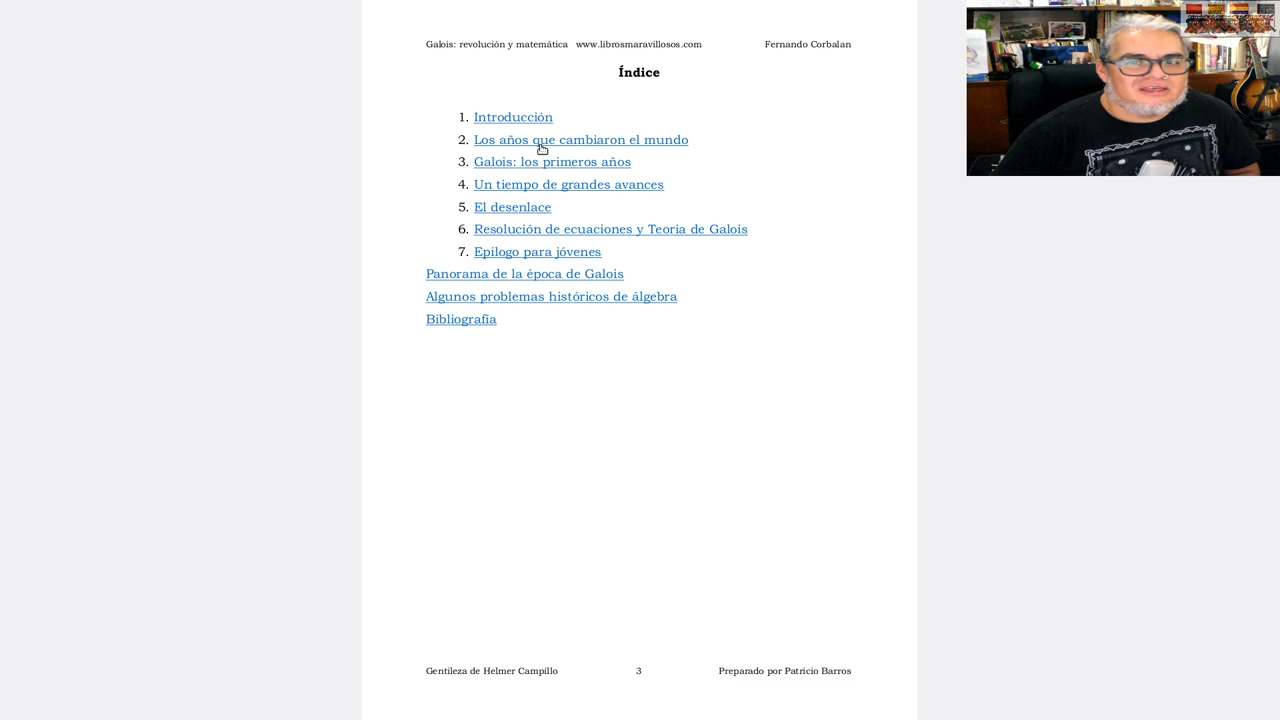 Galois: revolución y matemática www.librosmaravillosos.com Fernando Corbalan
Índice
1. Introducción
2. Los años que cambiaron el mundo
3. Galois: los primeros años
4. Un tiempo de grandes avances
5. El desenlace
6. Resolución de ecuaciones y Teoria de Galois
7. Epilogo para jóvenes
Panorama de la época de Galois
Algunos problemas históricos de álgebra
Bibliografía
Gentileza de Helmer Campillo 3 Preparado por Patricio Barros